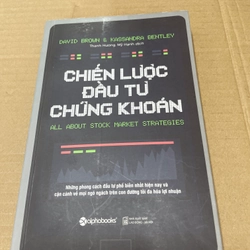 DAVID BROWN & KASSANDRA BENTLEY
CHIẾN LƯỢC
ĐẦU TƯ
CHỨNG KHOÁN
ALL ABOUT STOCK MARKET STRATEGIES
Những phong cách đầu tư phổ biến nhất hiện nay và
cận cảnh về mọi ngõ ngách trên con đường tối đa hóa lợi nhuận
alphabooks